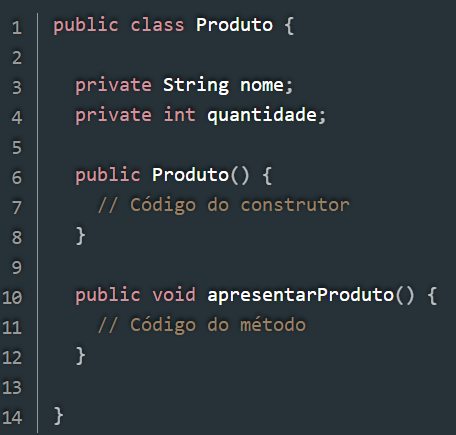 1 public class Produto {
2
3 private String nome;
4 private int quantidade;
5
6 public Produto() {
7 // Código do construtor
8 }
9
10 public void apresentarProduto() {
11 // Código do método
12 }
13
14 }